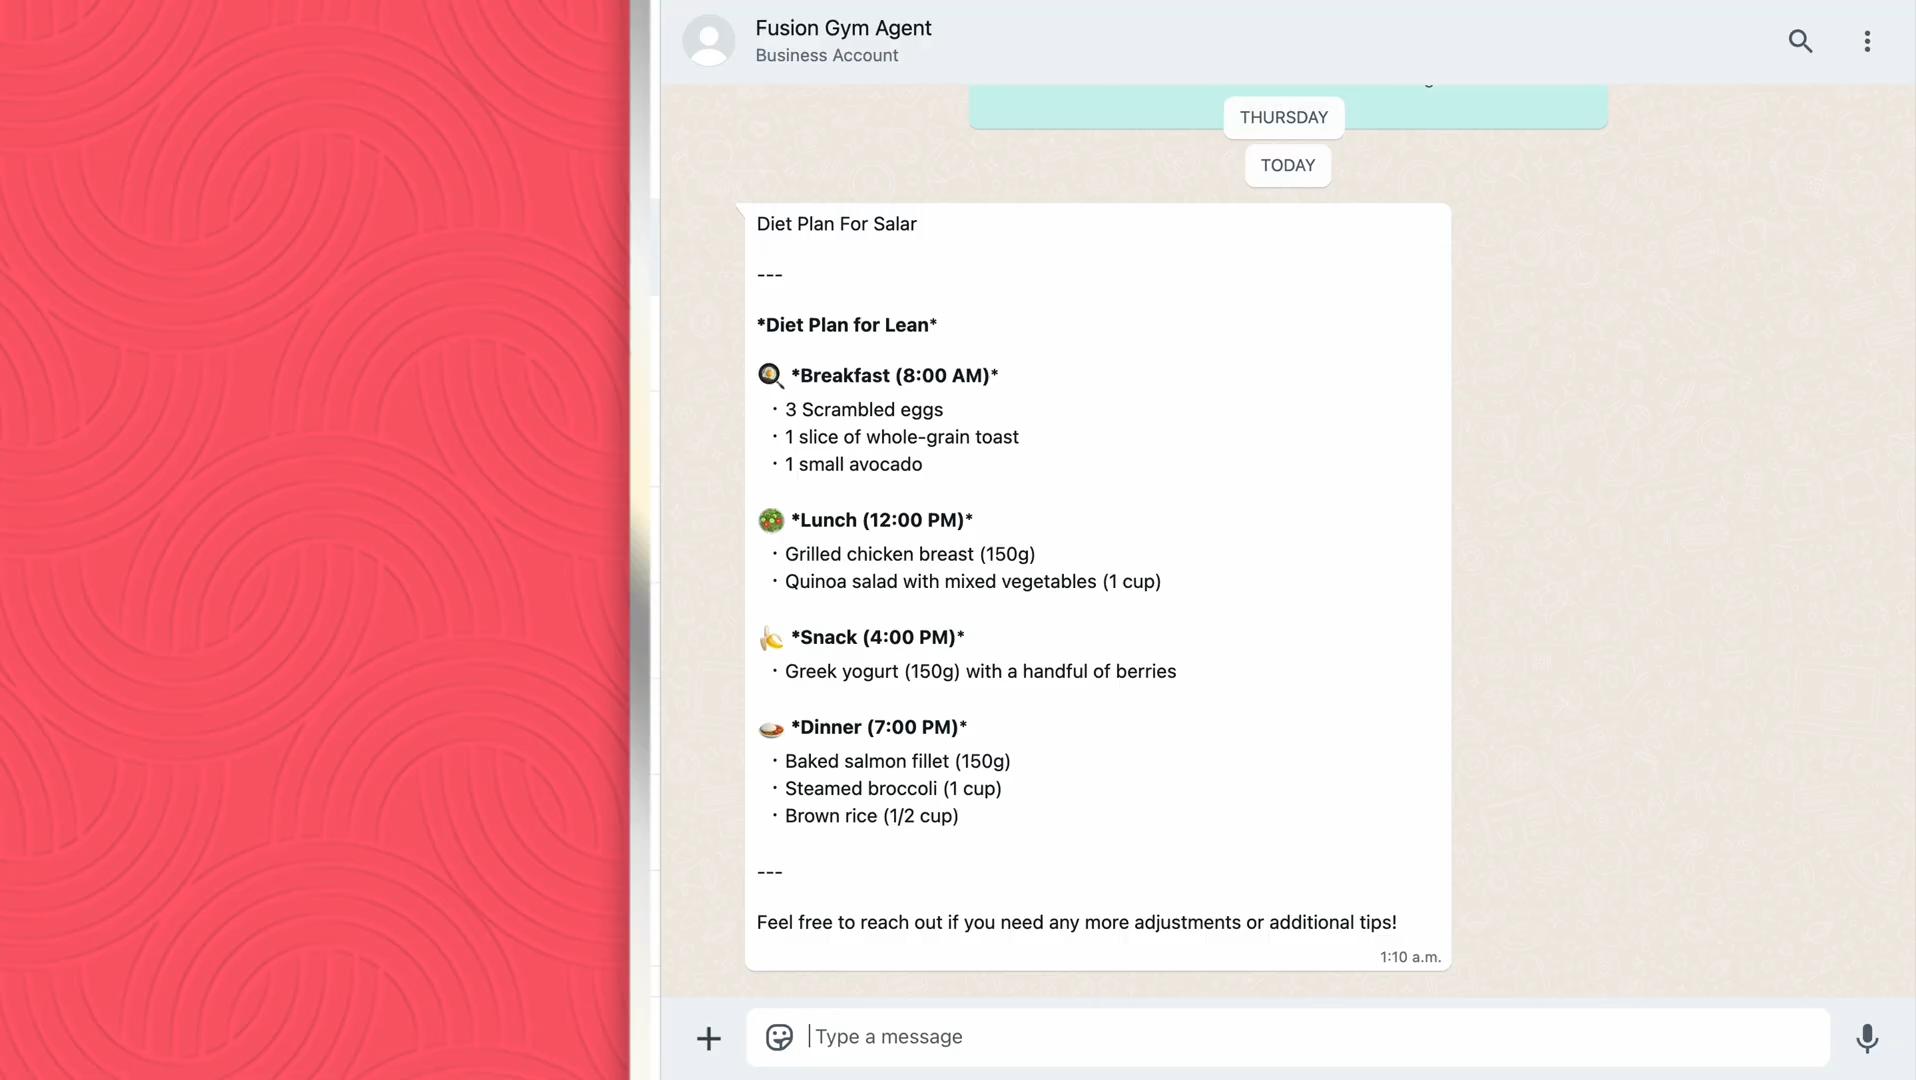 Fusion Gym Agent
Business Account
THURSDAY
TODAY
Diet Plan For Salar
---
*Diet Plan for Lean*
*Breakfast (8:00 AM)*
· 3 Scrambled eggs
· 1 slice of whole-grain toast
· 1 small avocado
*Lunch (12:00 PM)*
· Grilled chicken breast (150g)
· Quinoa salad with mixed vegetables (1 cup)
*Snack (4:00 PM)*
· Greek yogurt (150g) with a handful of berries
*Dinner (7:00 PM)*
· Baked salmon fillet (150g)
· Steamed broccoli (1 cup)
· Brown rice (1/2 cup)
---
Feel free to reach out if you need any more adjustments or additional tips!
1:10 a.m.
Type a message